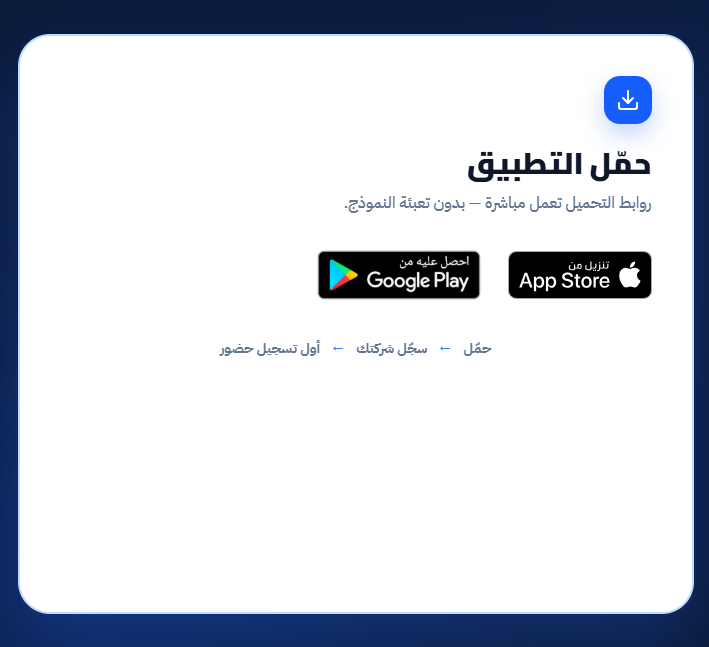 حمّل التطبيق
روابط التحميل تعمل مباشرة — بدون تعبئة النموذج.
تنزيل من
App Store
احصل عليه من
Google Play
حمّل ← سجّل شركتك ← أول تسجيل حضور